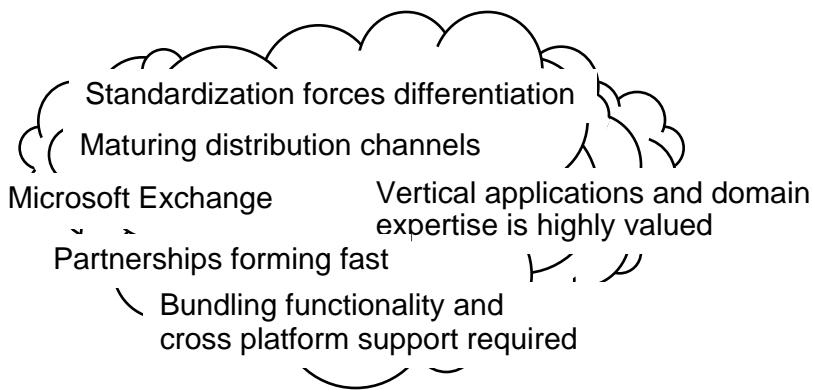 Standardization forces differentiation
Maturing distribution channels
Microsoft Exchange
Vertical applications and domain
expertise is highly valued
Partnerships forming fast
Bundling functionality and
cross platform support required